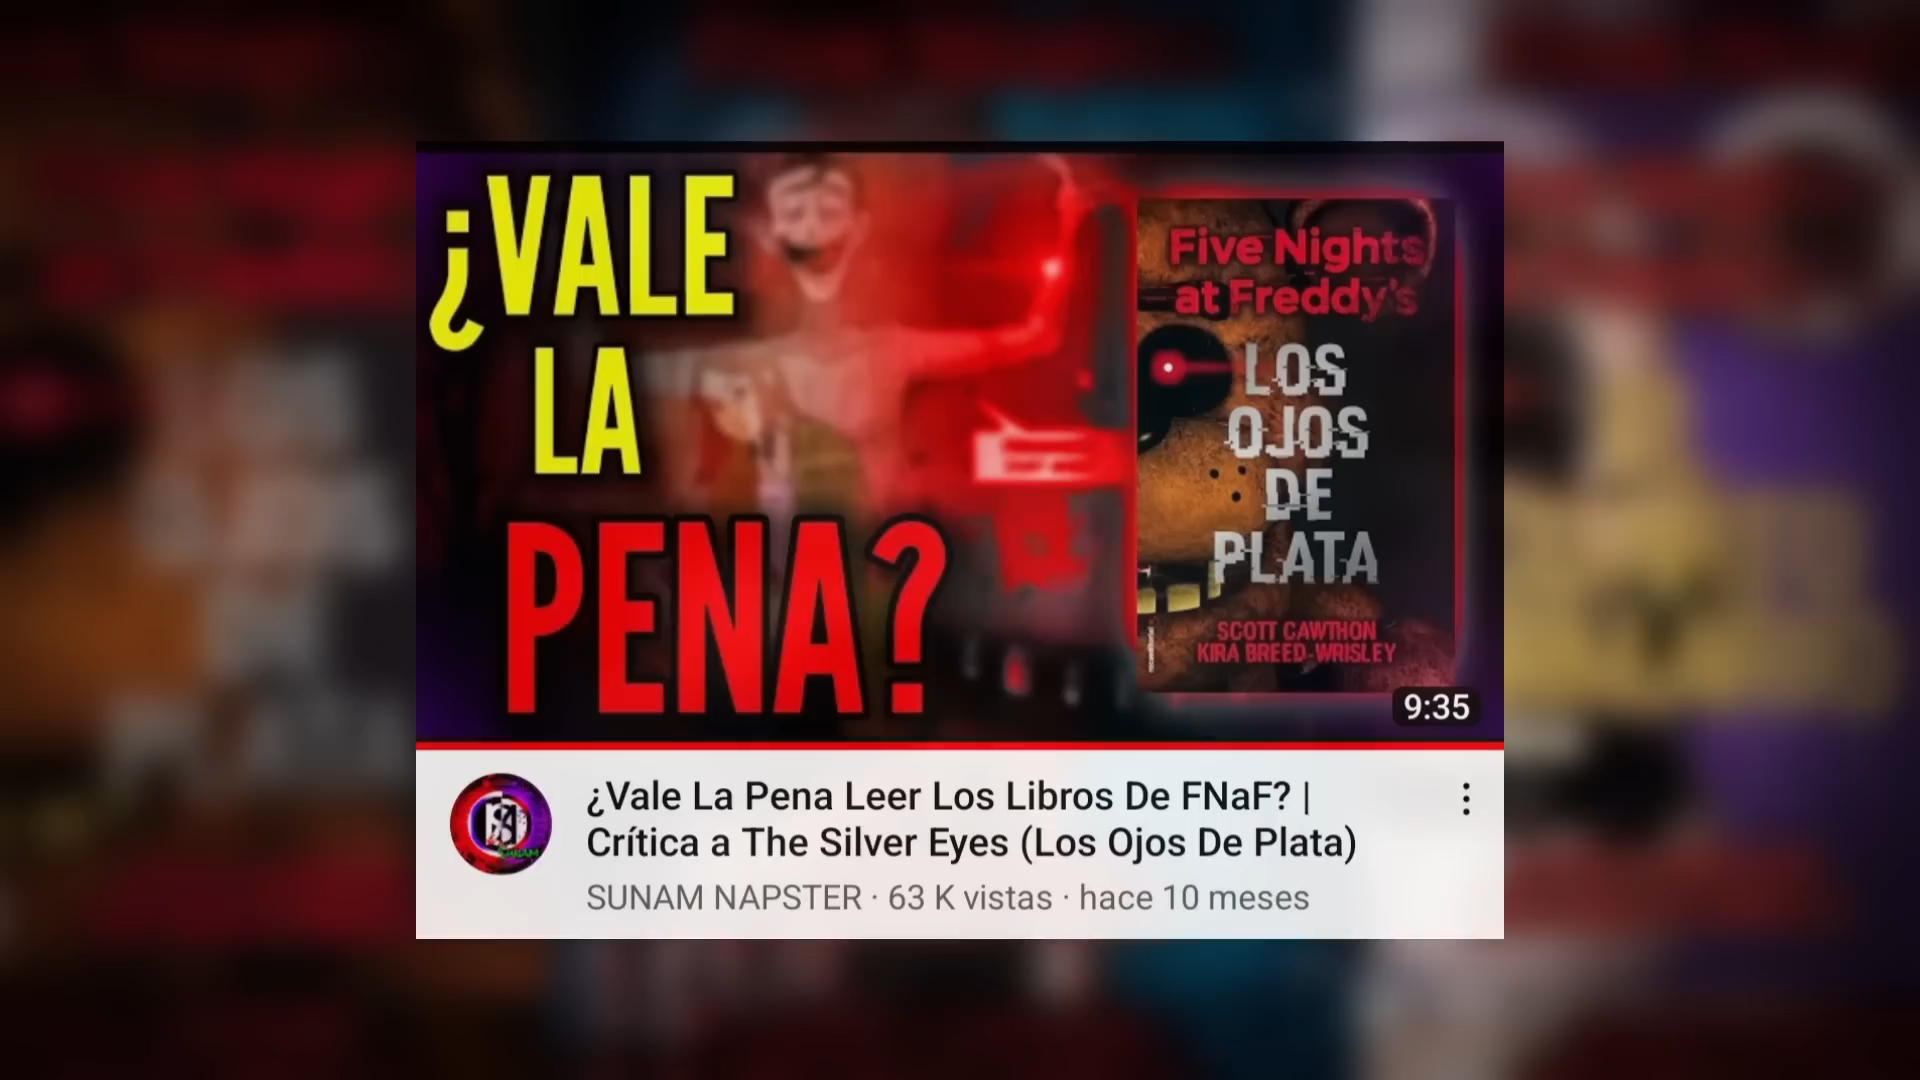 ¿VALE
LA
PENA?
Five Nights
at Freddy's
LOS
OJOS
DE
PLATA
SCOTT CAWTHON
KIRA BREED-WRISLEY
9:35
¿Vale La Pena Leer Los Libros De FNaF? |
Crítica a The Silver Eyes (Los Ojos De Plata)
SUNAM NAPSTER · 63 K vistas · hace 10 meses